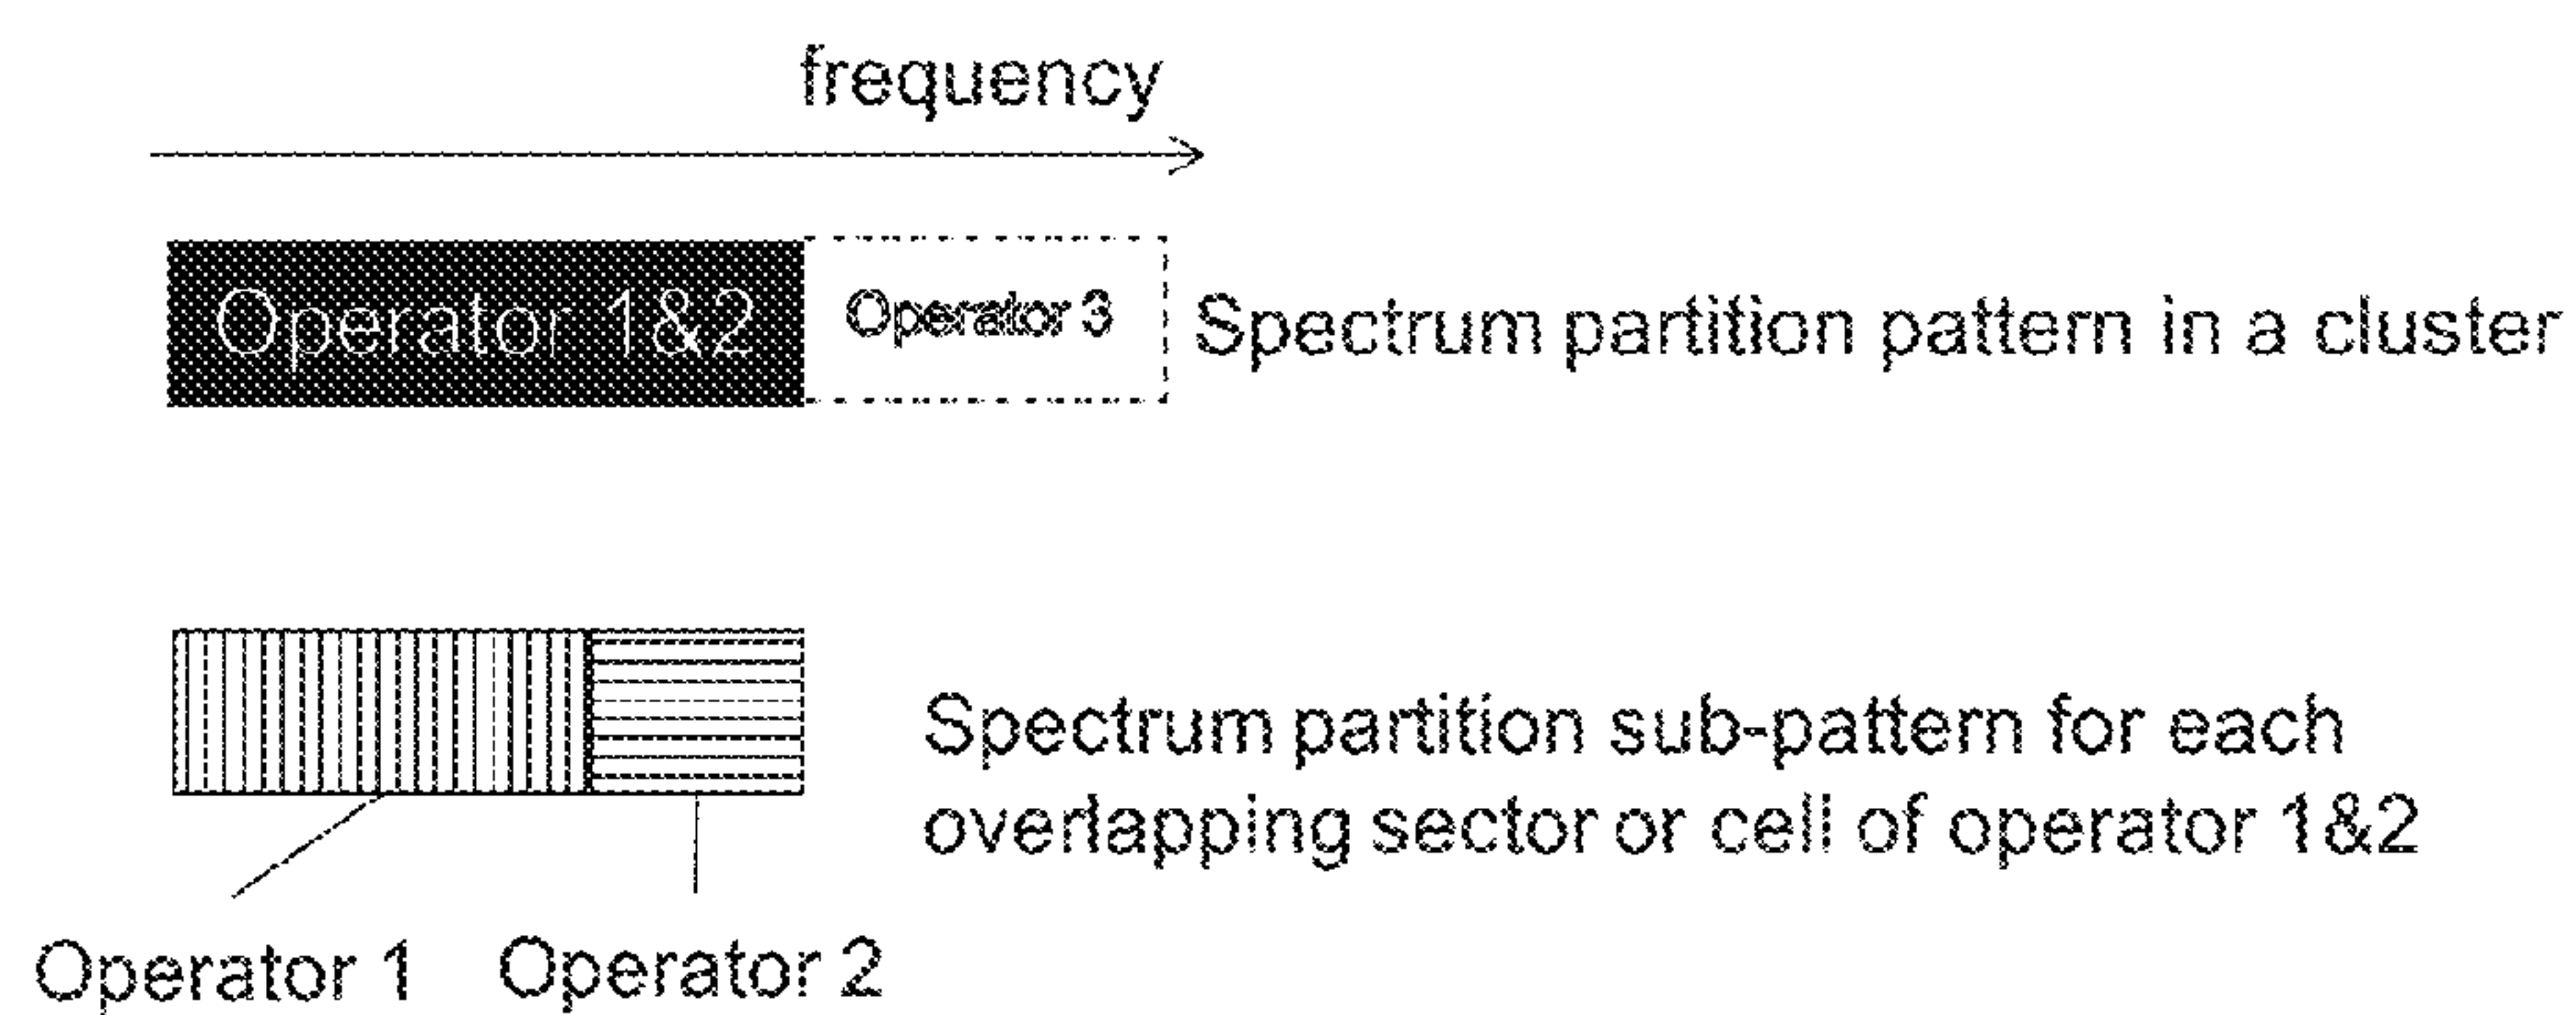 frequency
Operator 1&2
Operator 3
Spectrum partition pattern in a cluster
Spectrum partition sub-pattern for each
overlapping sector or cell of operator 1&2
Operator 1
Operator 2